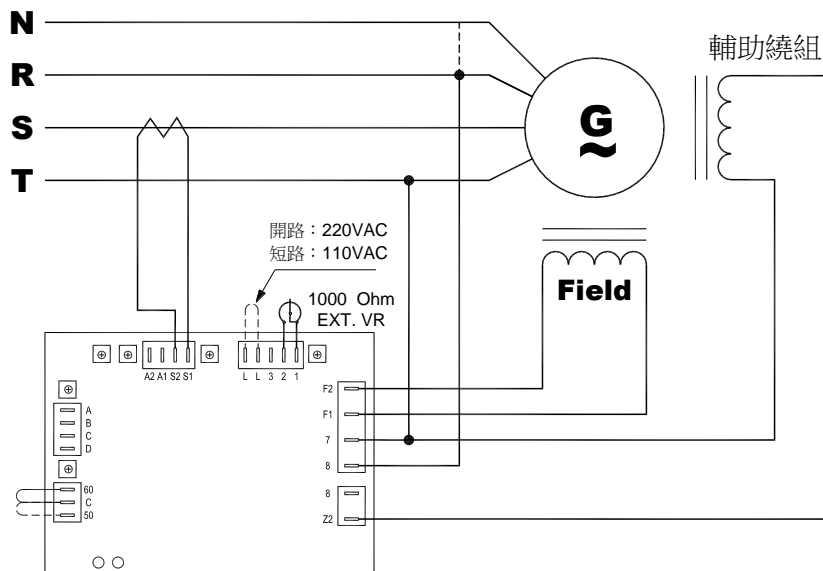 N
R
S
T
G
~
輔助繞組
開路：220VAC
短路：110VAC
1000 Ohm
EXT. VR
Field
A2 A1 S2 S1
L L 3 2 1
A
B
C
D
60
C
50
F2
F1
7
8
8
Z2